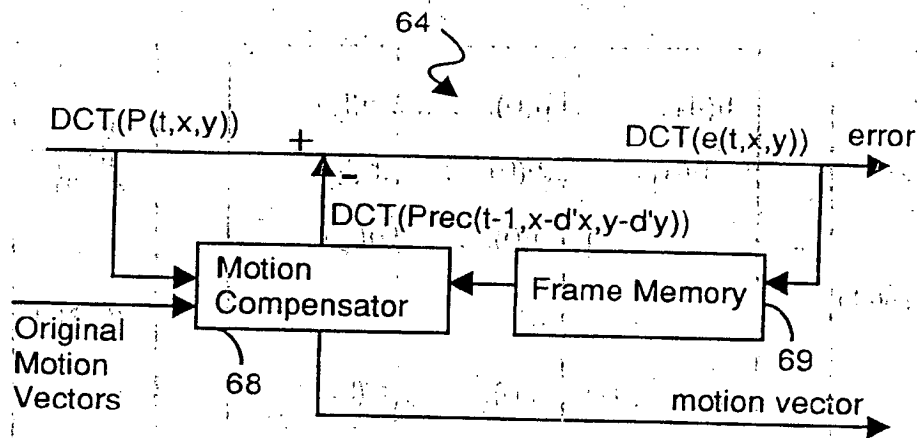 64
DCT(P(t,x,y))
+
DCT(e(t,x,y))
error
-
DCT(Prec(t-1,x-d'x,y-d'y))
Motion
Compensator
Frame Memory
Original
Motion
Vectors
68
69
motion vector